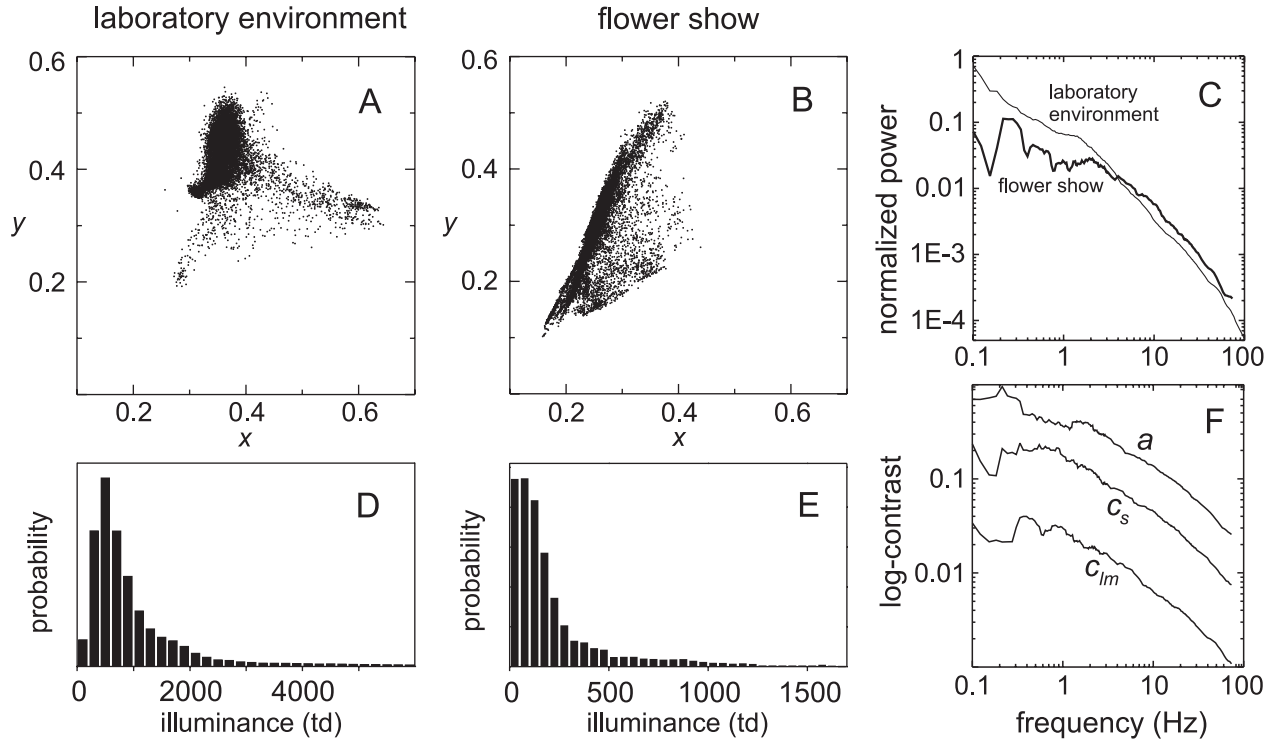 laboratory environment
flower show
A
0.6
0.4
0.2
y
0.2
0.4
0.6
x
B
0.6
0.4
0.2
y
0.2
0.4
0.6
x
C
laboratory
environment
flower show
normalized power
1
0.1
0.01
1E-3
1E-4
0.1
1
10
100
D
probability
0
2000
4000
illuminance (td)
E
probability
0
500
1000
1500
illuminance (td)
F
a
c_s
c_lm
log-contrast
0.1
0.01
0.1
1
10
100
frequency (Hz)